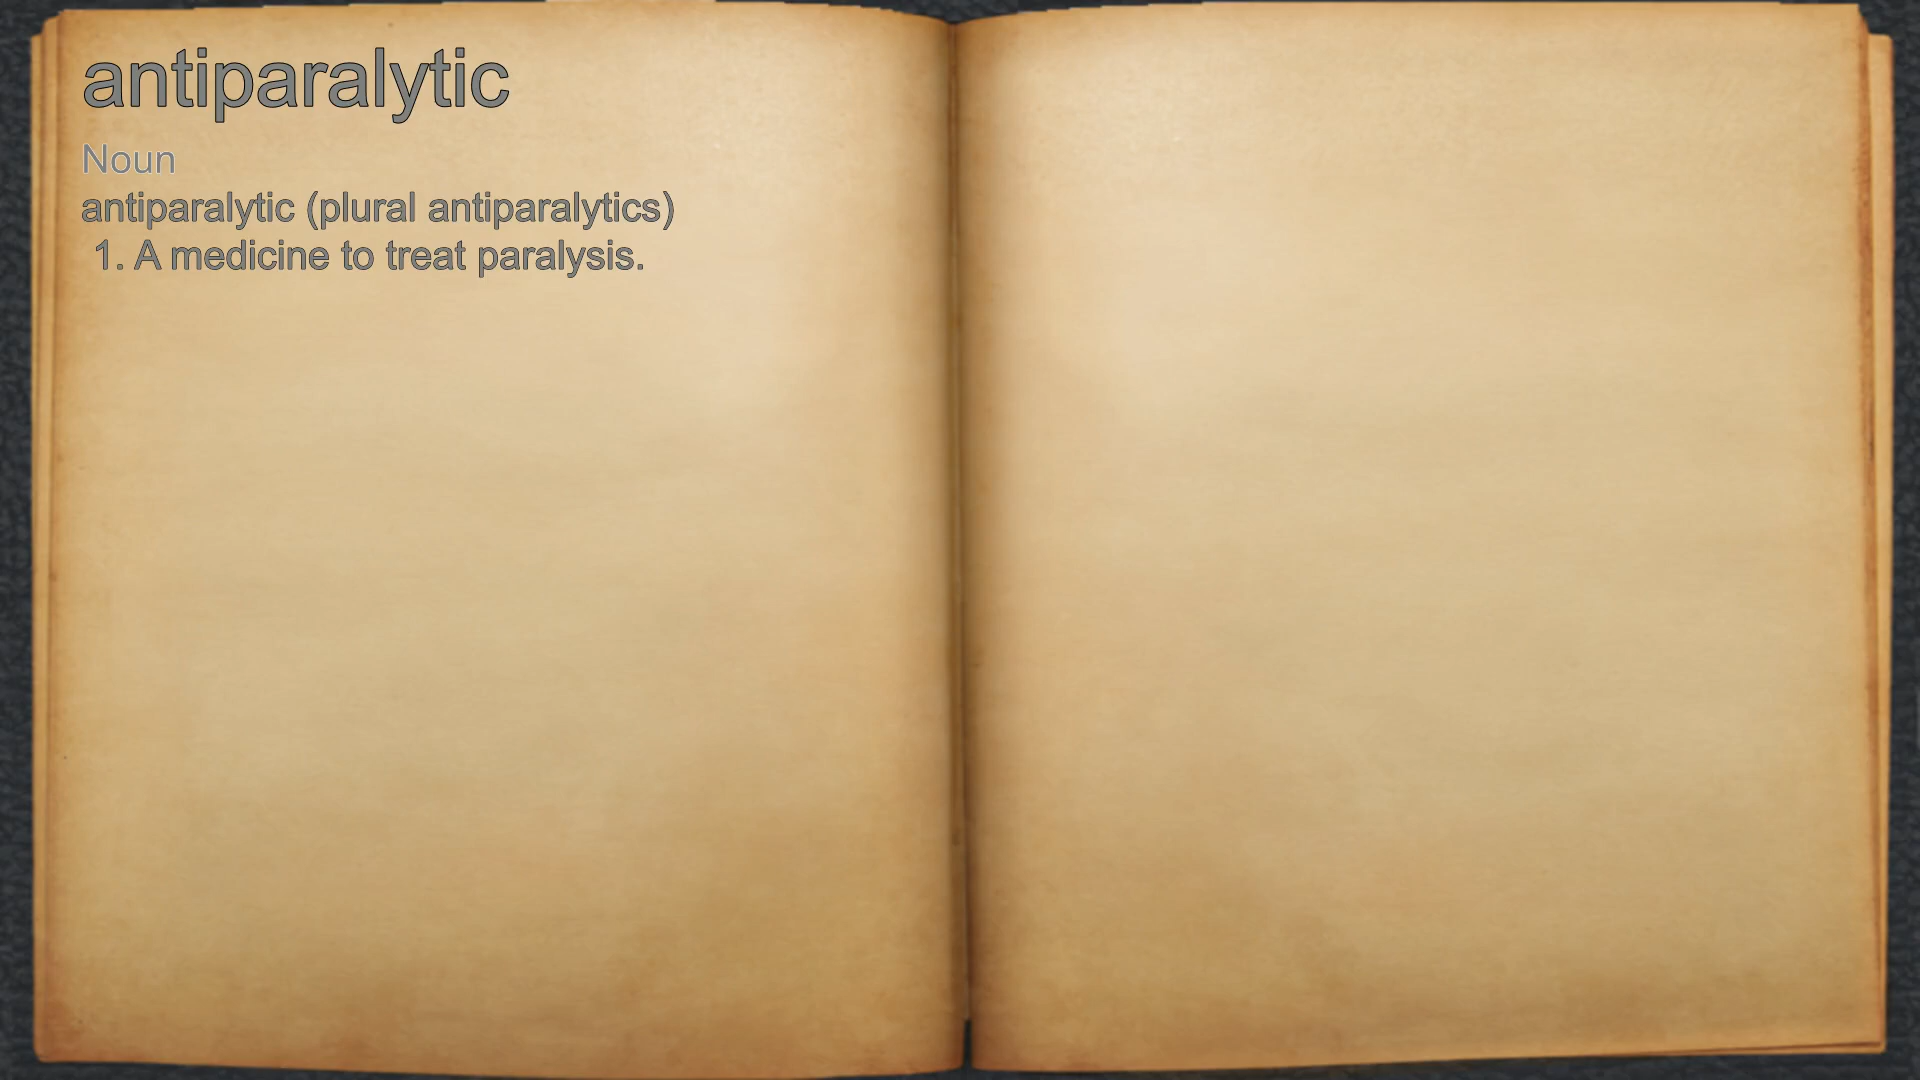 antiparalytic
Noun
antiparalytic (plural antiparalytics)
1. A medicine to treat paralysis.